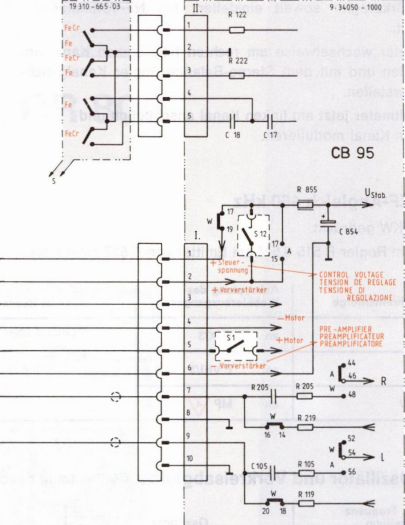 19 310 - 665 - 03
II.
9 - 34050 - 1000
FeCr
FeCr
Fe
Fe
FeCr
S
1
2
3
4
5
R 122
R 222
C 18
C 17
CB 95
R 855
U Stab.
W
17
19
S 12
17
A
15
C 854
I.
1
+ Steuer-
spannung
2
+ Vorverstärker
CONTROL VOLTAGE
TENSION DE REGLAGE
TENSIONE DI
REGOLAZIONE
3
4
- Motor
5
S 1
+ Motor
PRE-AMPLIFIER
PREAMPLIFICATEUR
PREAMPLIFICATORE
6
- Vorverstärker
7
R 205
R 205
44
A
46
R
W
48
8
W
16
14
R 219
9
52
W
54
L
10
C 105
R 105
A
56
W
20
18
R 119